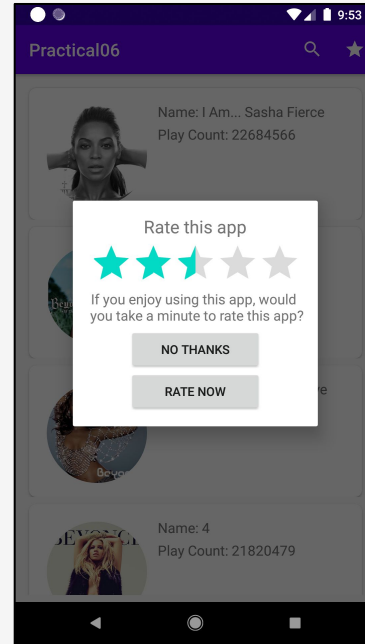 9:53
Practical06
Name: I Am... Sasha Fierce
Play Count: 22684566
Rate this app
If you enjoy using this app, would
you take a minute to rate this app?
NO THANKS
RATE NOW
Name: 4
Play Count: 21820479
BEYONCÉ